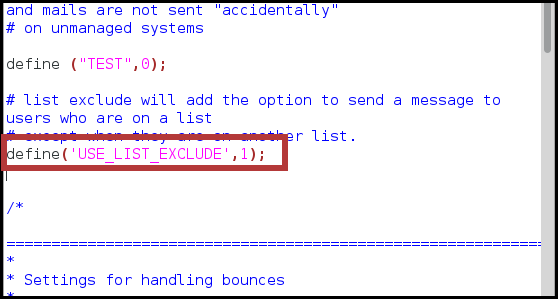 and mails are not sent "accidentally"
# on unmanaged systems
define ("TEST",0);
# list exclude will add the option to send a message to
users who are on a list
# except when they are on another list.
define('USE_LIST_EXCLUDE',1);
/*
===========================================================
*
* Settings for handling bounces
*